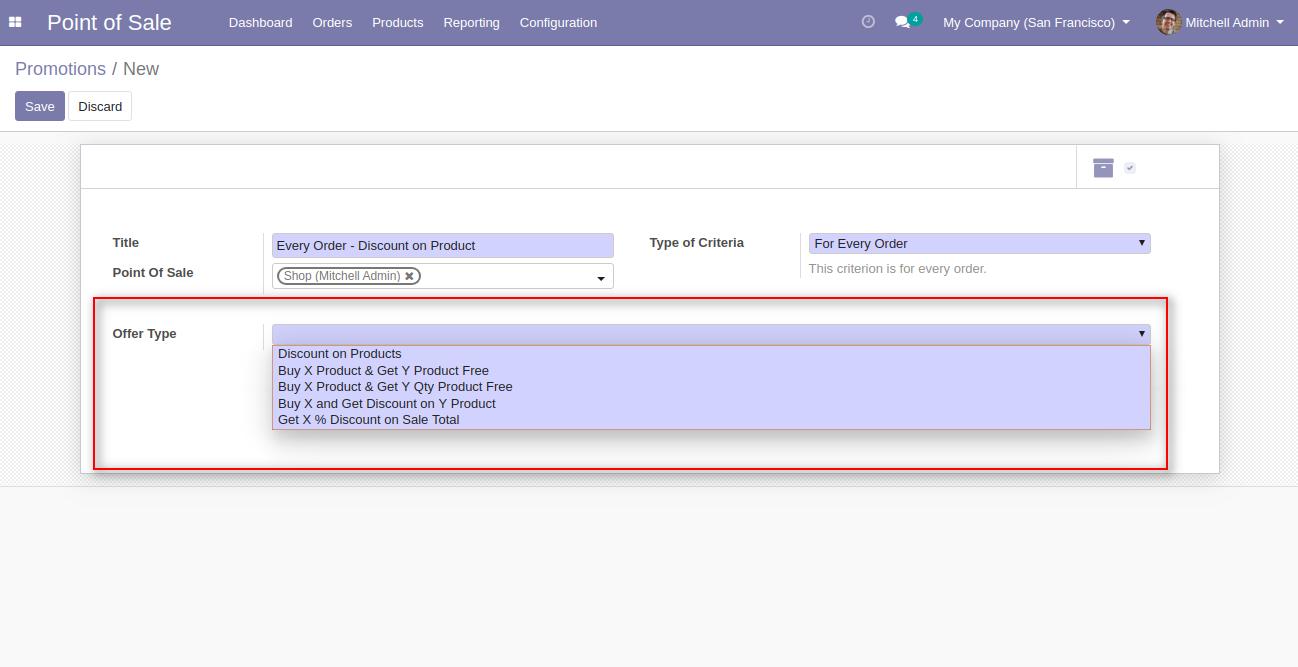 Point of Sale Dashboard Orders Products Reporting Configuration 4 My Company (San Francisco) Mitchell Admin
Promotions / New
Save Discard
Title Every Order - Discount on Product Type of Criteria For Every Order
Point Of Sale Shop (Mitchell Admin) This criterion is for every order.
Offer Type
Discount on Products
Buy X Product & Get Y Product Free
Buy X Product & Get Y Qty Product Free
Buy X and Get Discount on Y Product
Get X % Discount on Sale Total